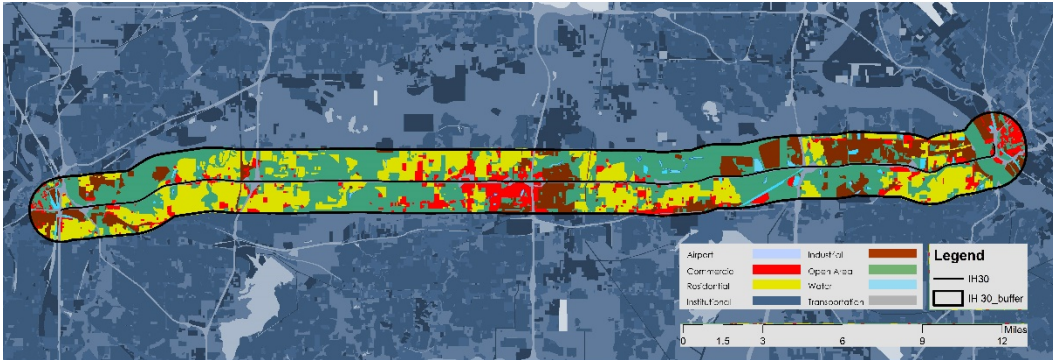 Airport Industrial Legend
Commercia Open Area IH30
Residential Water IH 30_buffer
Institutional Transportation
Miles
0 1.5 3 6 9 12